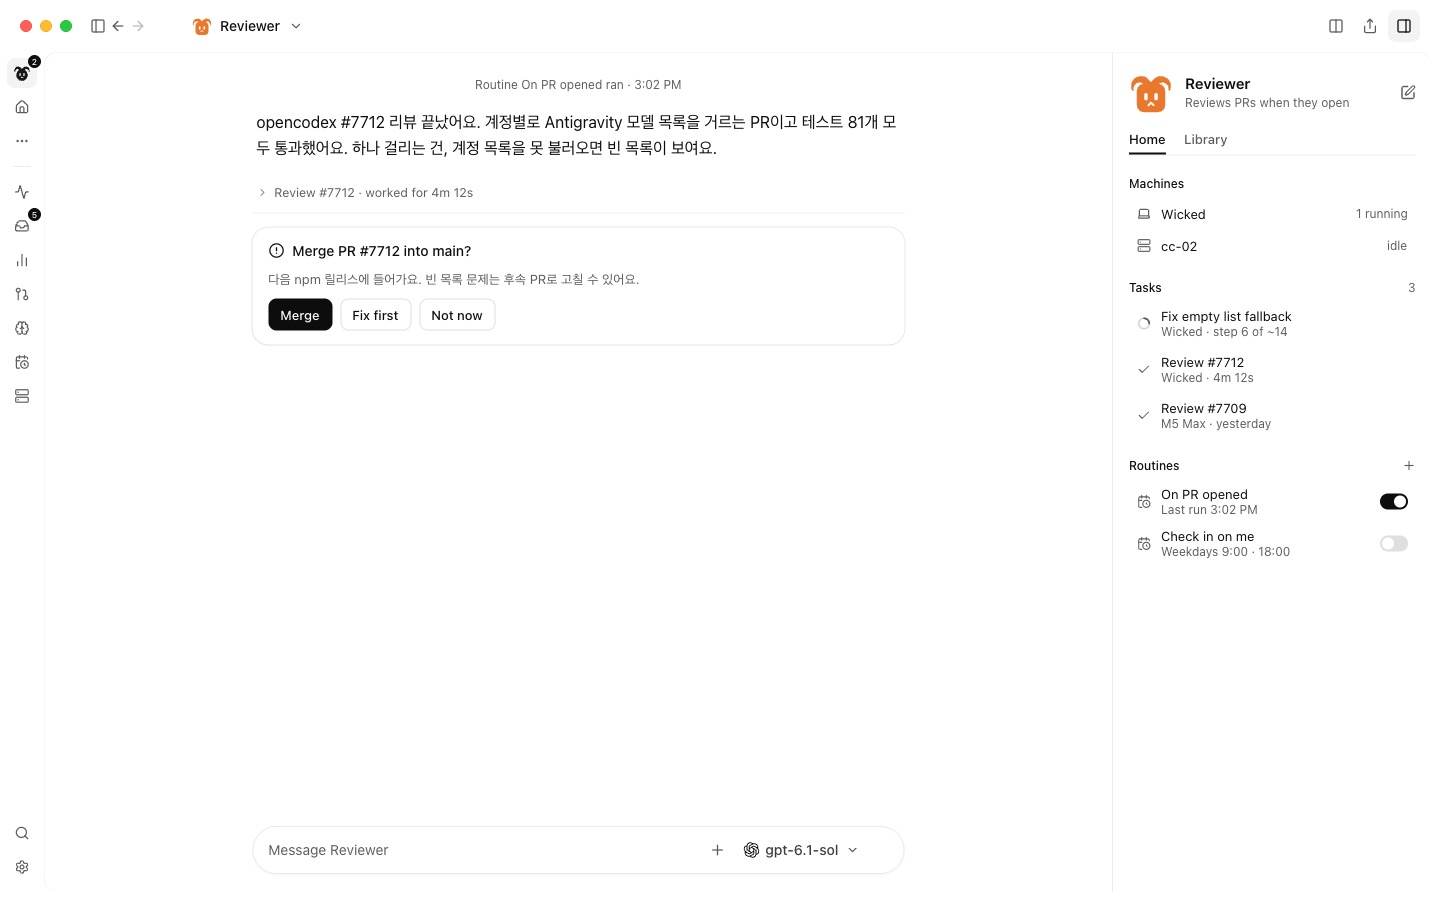 Reviewer
2
5
Routine On PR opened ran · 3:02 PM
opencodex #7712 리뷰 끝났어요. 계정별로 Antigravity 모델 목록을 거르는 PR이고 테스트 81개 모
두 통과했어요. 하나 걸리는 건, 계정 목록을 못 불러오면 빈 목록이 보여요.
Review #7712 · worked for 4m 12s
Merge PR #7712 into main?
다음 npm 릴리스에 들어가요. 빈 목록 문제는 후속 PR로 고칠 수 있어요.
Merge
Fix first
Not now
Message Reviewer
gpt-6.1-sol
Reviewer
Reviews PRs when they open
Home
Library
Machines
Wicked
1 running
cc-02
idle
Tasks
3
Fix empty list fallback
Wicked · step 6 of ~14
Review #7712
Wicked · 4m 12s
Review #7709
M5 Max · yesterday
Routines
On PR opened
Last run 3:02 PM
Check in on me
Weekdays 9:00 · 18:00